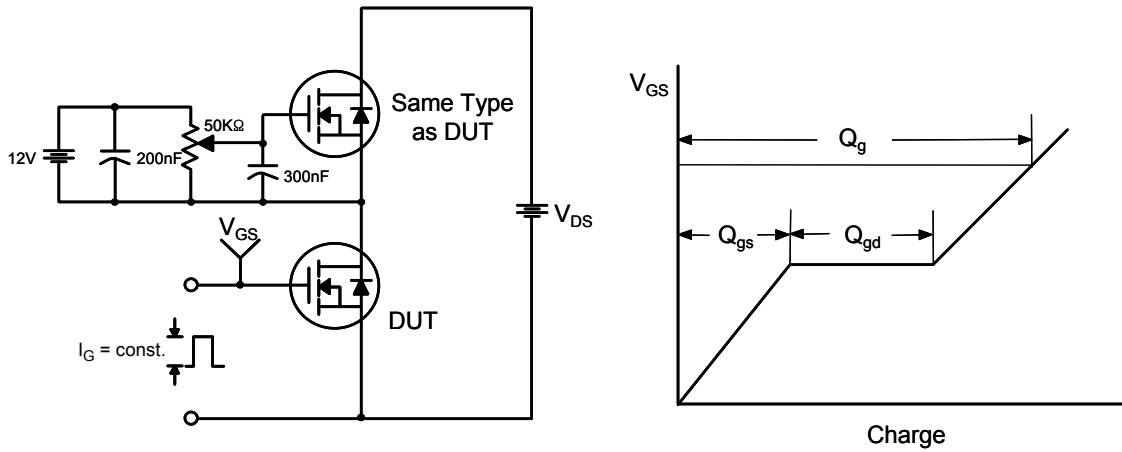 12V
200nF
50KΩ
300nF
Same Type
as DUT
V_GS
DUT
I_G = const.
V_DS
V_GS
Q_g
Q_gs
Q_gd
Charge